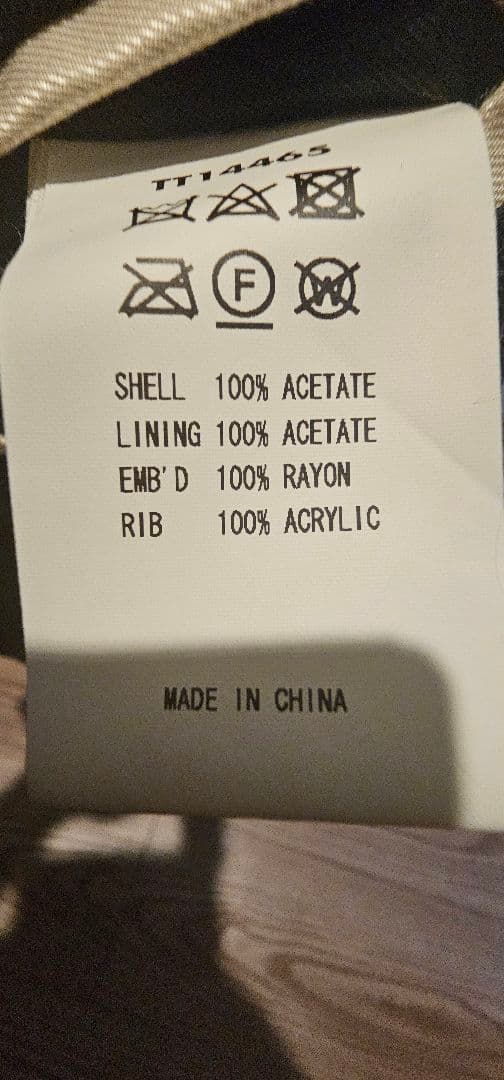 TT14465
F W
SHELL 100% ACETATE
LINING 100% ACETATE
EMB'D 100% RAYON
RIB 100% ACRYLIC
MADE IN CHINA